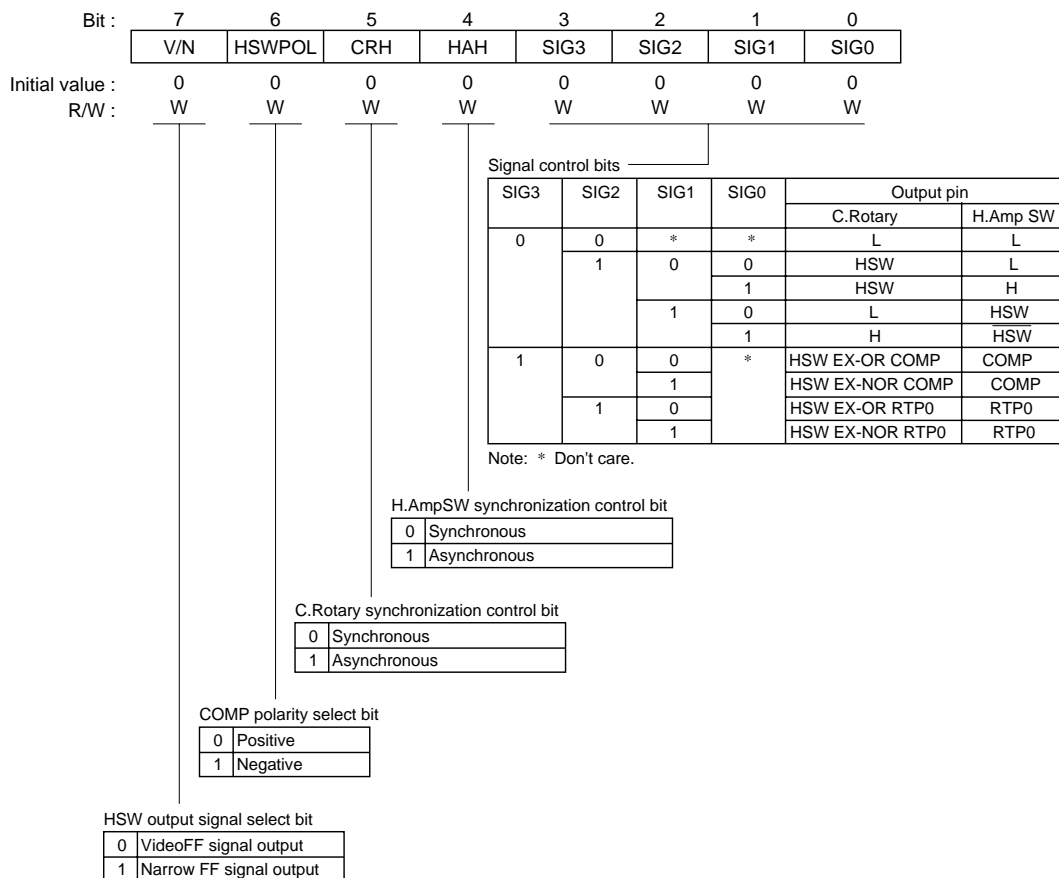 Bit : 7 6 5 4 3 2 1 0
V/N HSWPOL CRH HAH SIG3 SIG2 SIG1 SIG0
Initial value : 0 0 0 0 0 0 0 0
R/W : W W W W W W W W
Signal control bits
SIG3 SIG2 SIG1 SIG0 Output pin
C.Rotary H.Amp SW
0 0 * * L L
1 0 0 HSW L
1 HSW H
1 0 L HSW
1 H H̅S̅W̅
1 0 0 * HSW EX-OR COMP COMP
1 HSW EX-NOR COMP COMP
1 0 HSW EX-OR RTP0 RTP0
1 HSW EX-NOR RTP0 RTP0
Note: * Don't care.
H.AmpSW synchronization control bit
0 Synchronous
1 Asynchronous
C.Rotary synchronization control bit
0 Synchronous
1 Asynchronous
COMP polarity select bit
0 Positive
1 Negative
HSW output signal select bit
0 VideoFF signal output
1 Narrow FF signal output